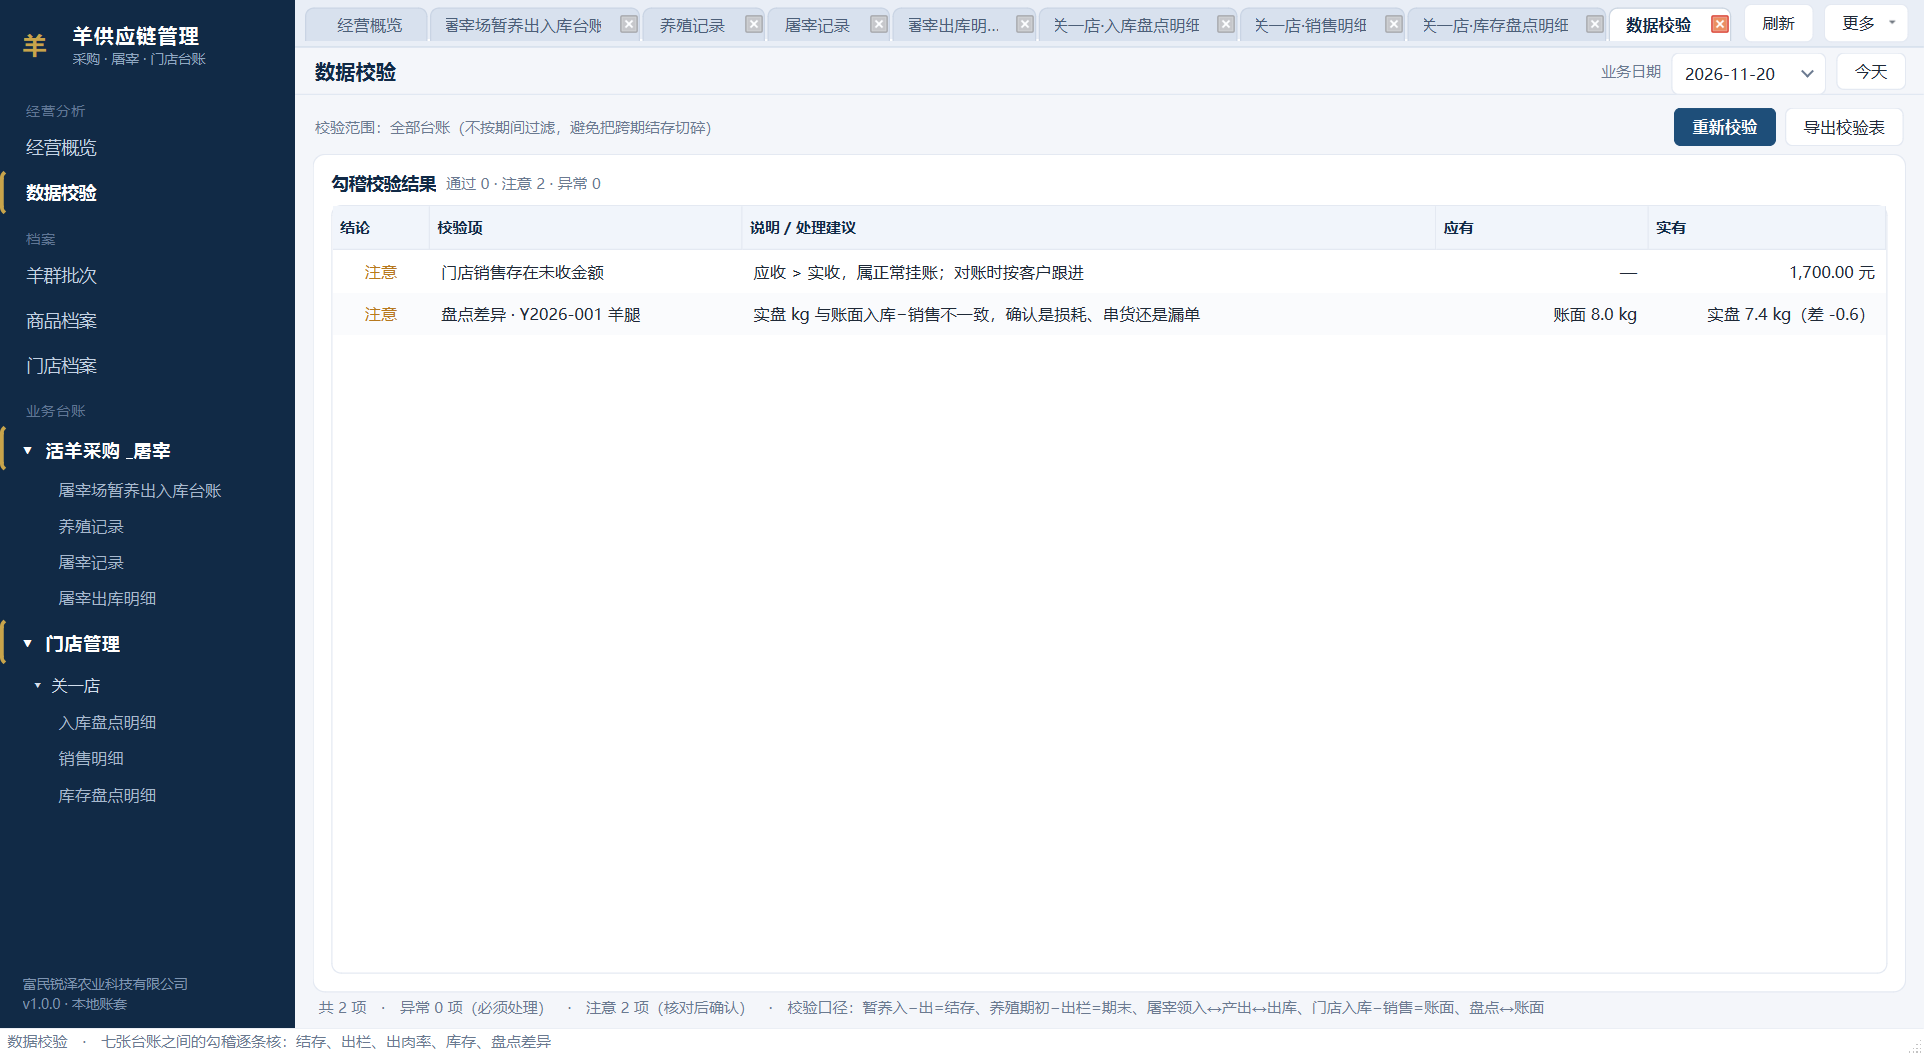 羊
羊供应链管理
采购 · 屠宰 · 门店台账
经营分析
经营概览
数据校验
档案
羊群批次
商品档案
门店档案
业务台账
活羊采购 _屠宰
屠宰场暂养出入库台账
养殖记录
屠宰记录
屠宰出库明细
门店管理
关一店
入库盘点明细
销售明细
库存盘点明细
富民锐泽农业科技有限公司
v1.0.0 · 本地账套
经营概览 屠宰场暂养出入库台账 养殖记录 屠宰记录 屠宰出库明... 关一店·入库盘点明细 关一店·销售明细 关一店·库存盘点明细 数据校验 刷新 更多
数据校验 业务日期 2026-11-20 今天
校验范围：全部台账（不按期间过滤，避免把跨期结存切碎） 重新校验 导出校验表
勾稽校验结果 通过 0 · 注意 2 · 异常 0
结论 校验项 说明 / 处理建议 应有 实有
注意 门店销售存在未收金额 应收 > 实收，属正常挂账；对账时按客户跟进 — 1,700.00 元
注意 盘点差异 · Y2026-001 羊腿 实盘 kg 与账面入库−销售不一致，确认是损耗、串货还是漏单 账面 8.0 kg 实盘 7.4 kg（差 -0.6）
共 2 项 · 异常 0 项（必须处理） · 注意 2 项（核对后确认） · 校验口径：暂养入−出=结存、养殖期初−出栏=期末、屠宰领入↔产出↔出库、门店入库−销售=账面、盘点↔账面
数据校验 · 七张台账之间的勾稽逐条核：结存、出栏、出肉率、库存、盘点差异